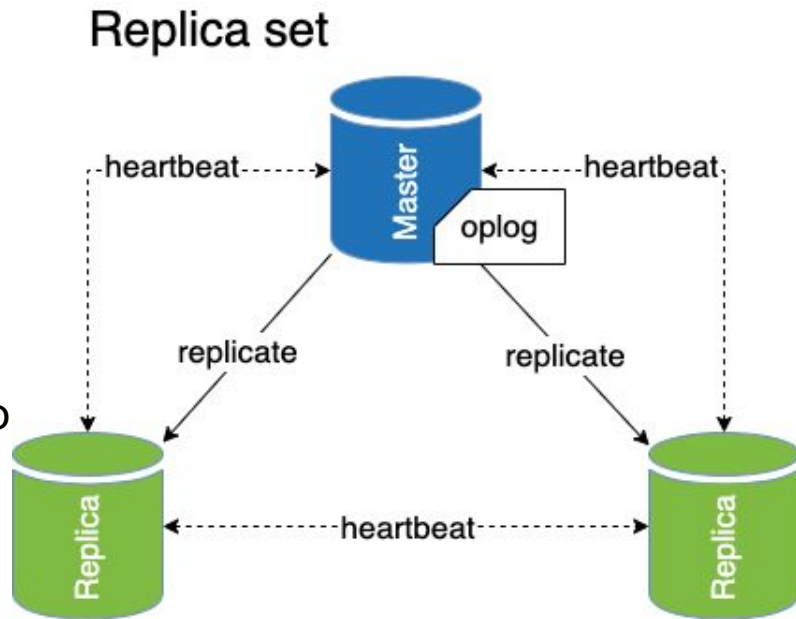 Replica set
heartbeat
heartbeat
Master
oplog
replicate
replicate
o
Replica
heartbeat
Replica